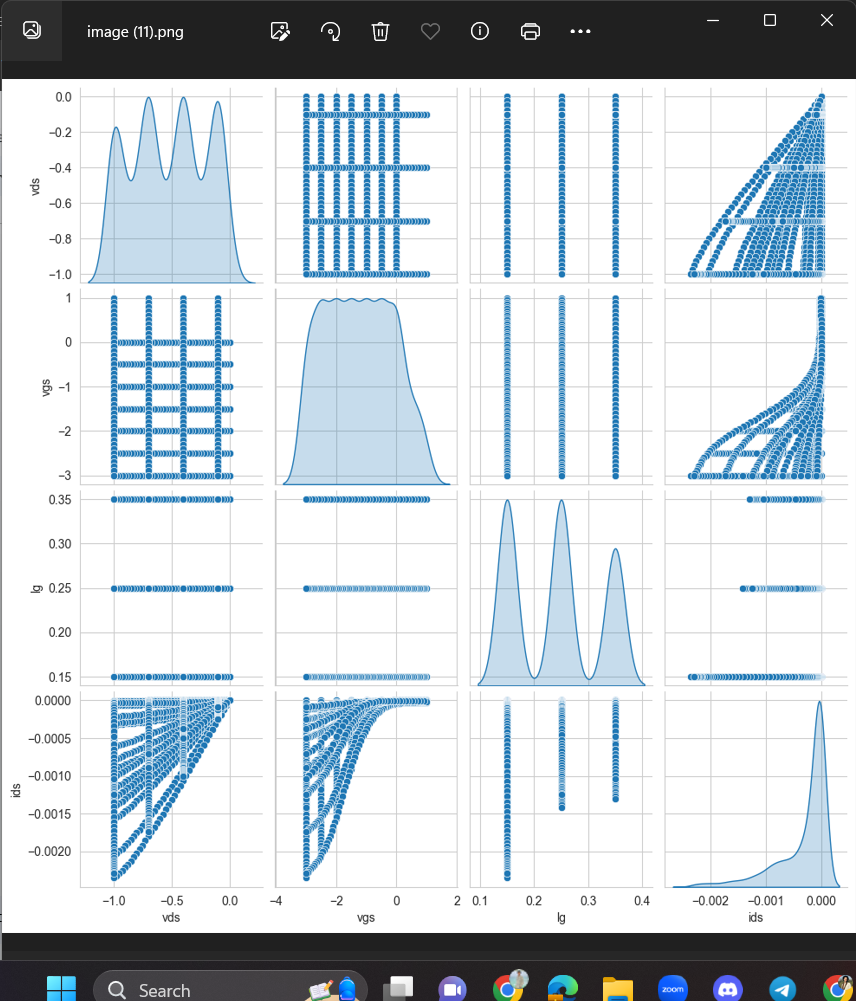 image (11).png
0.0
−0.2
−0.4
−0.6
−0.8
−1.0
vds
1
0
−1
−2
−3
vgs
0.35
0.30
0.25
0.20
0.15
lg
0.0000
−0.0005
−0.0010
−0.0015
−0.0020
ids
−1.0 −0.5 0.0
vds
−4 −2 0 2
vgs
0.1 0.2 0.3 0.4
lg
−0.002 −0.001 0.000
ids
Search
zoom